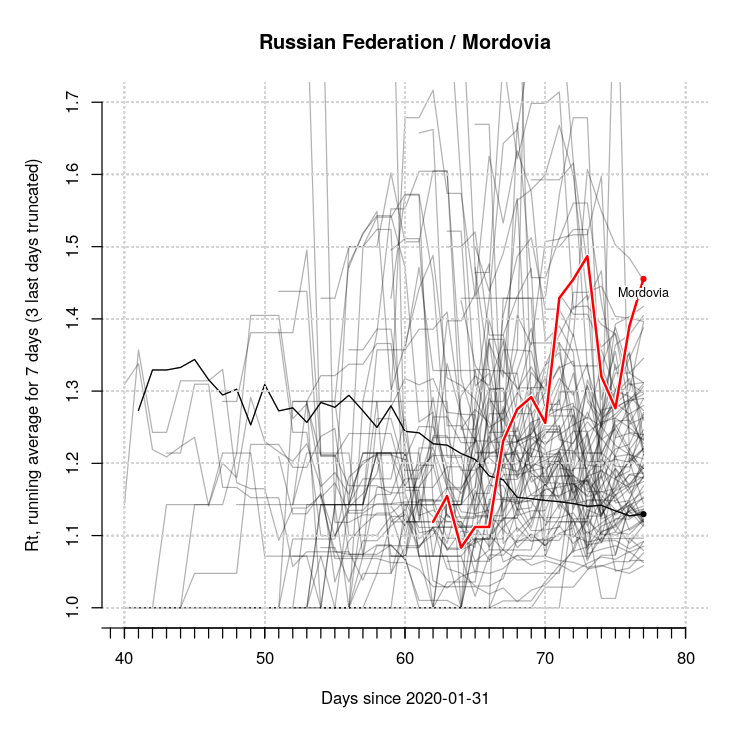 Russian Federation / Mordovia
Rt, running average for 7 days (3 last days truncated)
1.7
1.6
1.5
1.4
1.3
1.2
1.1
1.0
Mordovia
40 50 60 70 80
Days since 2020-01-31